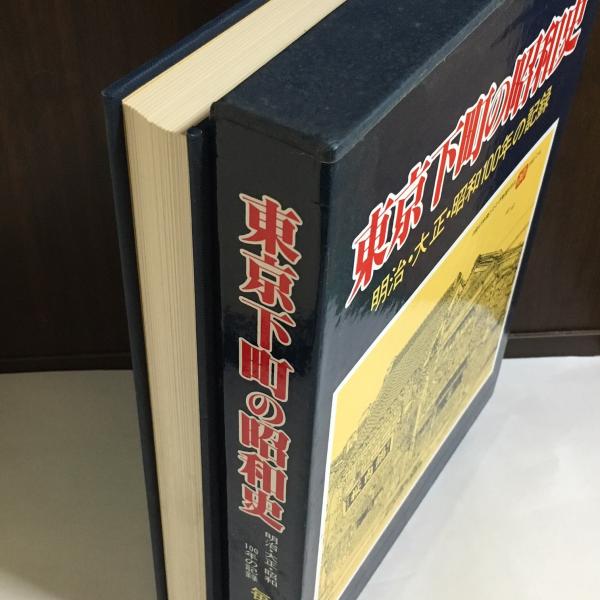 東京下町の昭和史
明治・大正・昭和100年の記録
東京下町の昭和史
明治・大正・昭和
100年の記録
毎